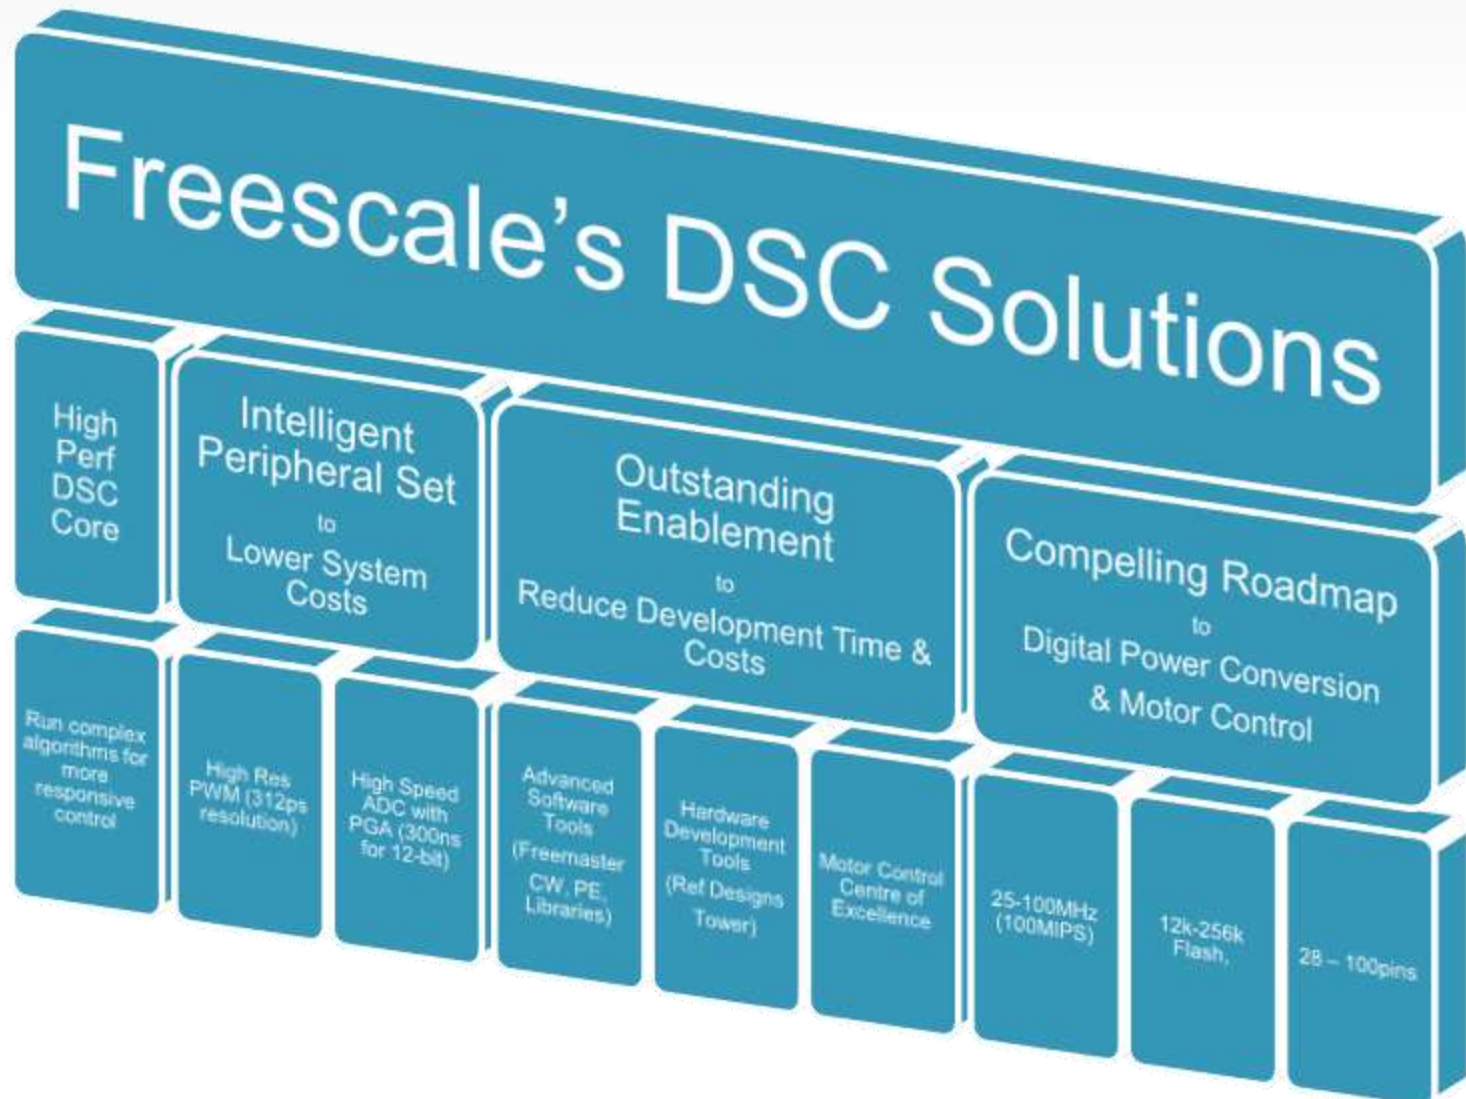 Freescale's DSC Solutions
High
Perf
DSC
Core
Intelligent
Peripheral Set
to
Lower System
Costs
Outstanding
Enablement
to
Reduce Development Time &
Costs
Compelling Roadmap
to
Digital Power Conversion
& Motor Control
Run complex
algorithms for
more
responsive
control
High Res
PWM (312ps
resolution)
High Speed
ADC with
PGA (300ns
for 12-bit)
Advanced
Software
Tools
(Freemaster
CW, PE,
Libraries)
Hardware
Development
Tools
(Ref Designs
Tower)
Motor Control
Centre of
Excellence
25-100MHz
(100MIPS)
12k-256k
Flash,
28 – 100pins